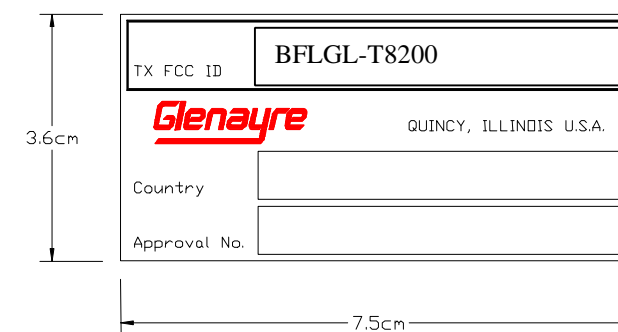 TX FCC ID BFLGL-T8200
Glenayre QUINCY, ILLINOIS U.S.A.
3.6cm
Country
Approval No.
7.5cm